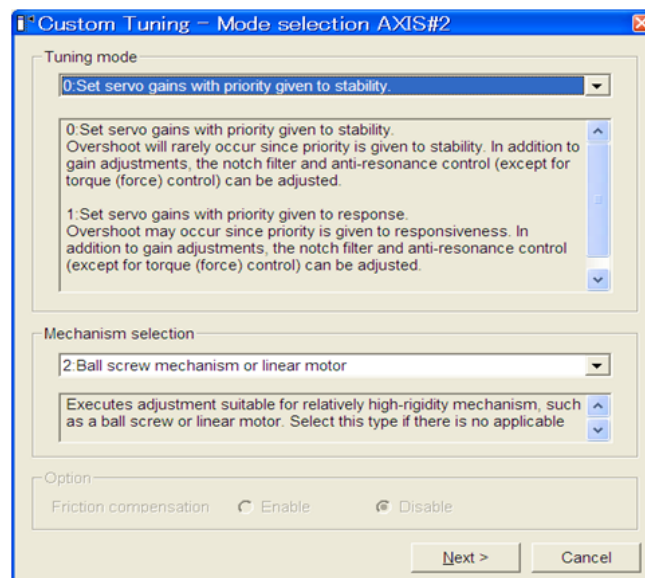 Custom Tuning - Mode selection AXIS#2
Tuning mode
0:Set servo gains with priority given to stability.
0:Set servo gains with priority given to stability.
Overshoot will rarely occur since priority is given to stability. In addition to
gain adjustments, the notch filter and anti-resonance control (except for
torque (force) control) can be adjusted.
1:Set servo gains with priority given to response.
Overshoot may occur since priority is given to responsiveness. In
addition to gain adjustments, the notch filter and anti-resonance control
(except for torque (force) control) can be adjusted.
Mechanism selection
2:Ball screw mechanism or linear motor
Executes adjustment suitable for relatively high-rigidity mechanism, such
as a ball screw or linear motor. Select this type if there is no applicable
Option
Friction compensation Enable Disable
Next > Cancel